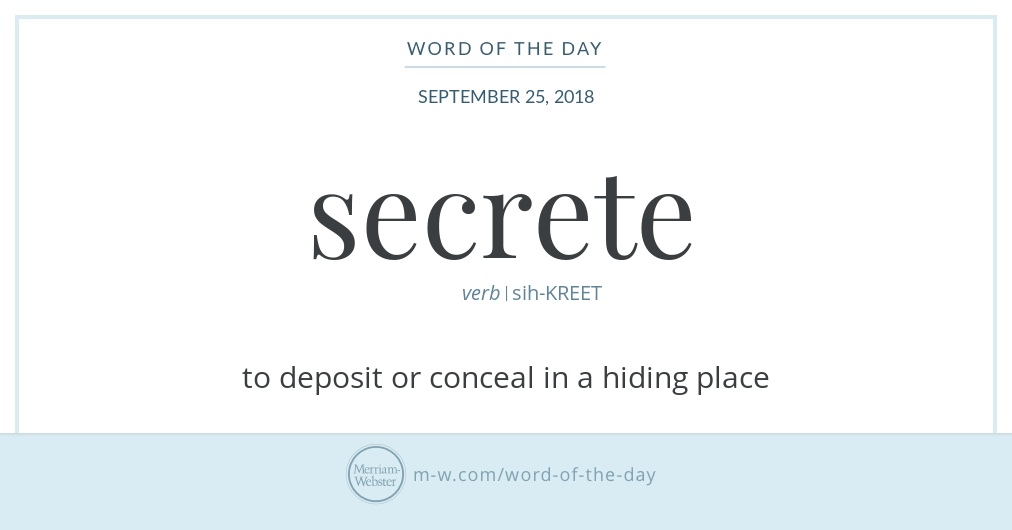 WORD OF THE DAY
SEPTEMBER 25, 2018
secrete
verb | sih-KREET
to deposit or conceal in a hiding place
Merriam-
Webster
m-w.com/word-of-the-day